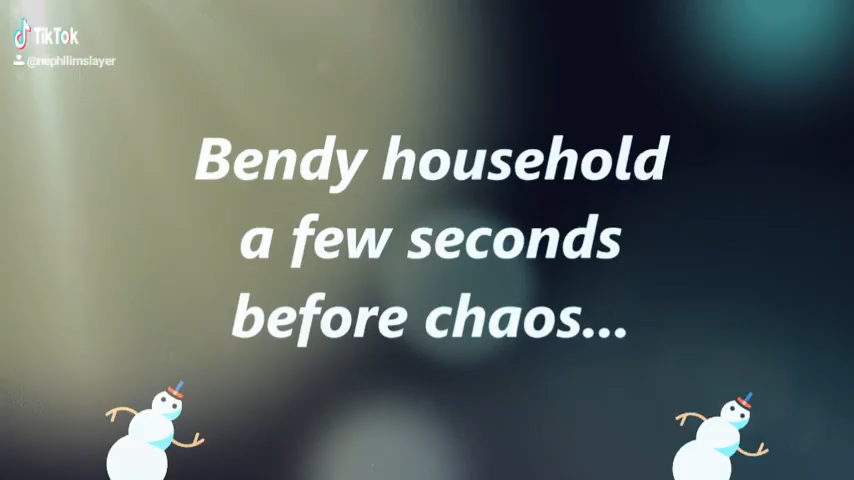 TikTok
@nephilimslayer
Bendy household
a few seconds
before chaos...